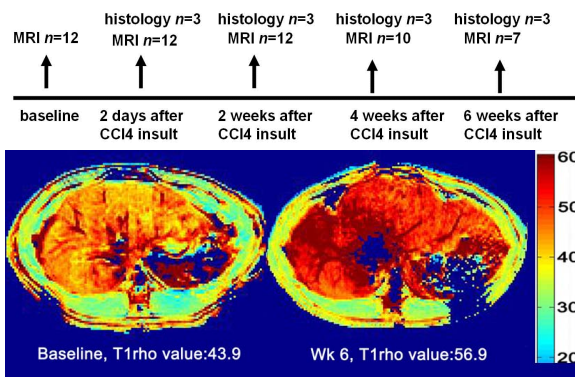 MRI n=12
histology n=3
MRI n=12
histology n=3
MRI n=12
histology n=3
MRI n=10
histology n=3
MRI n=7
baseline
2 days after
CCl4 insult
2 weeks after
CCl4 insult
4 weeks after
CCl4 insult
6 weeks after
CCl4 insult
60
50
40
30
20
Baseline, T1rho value:43.9
Wk 6, T1rho value:56.9